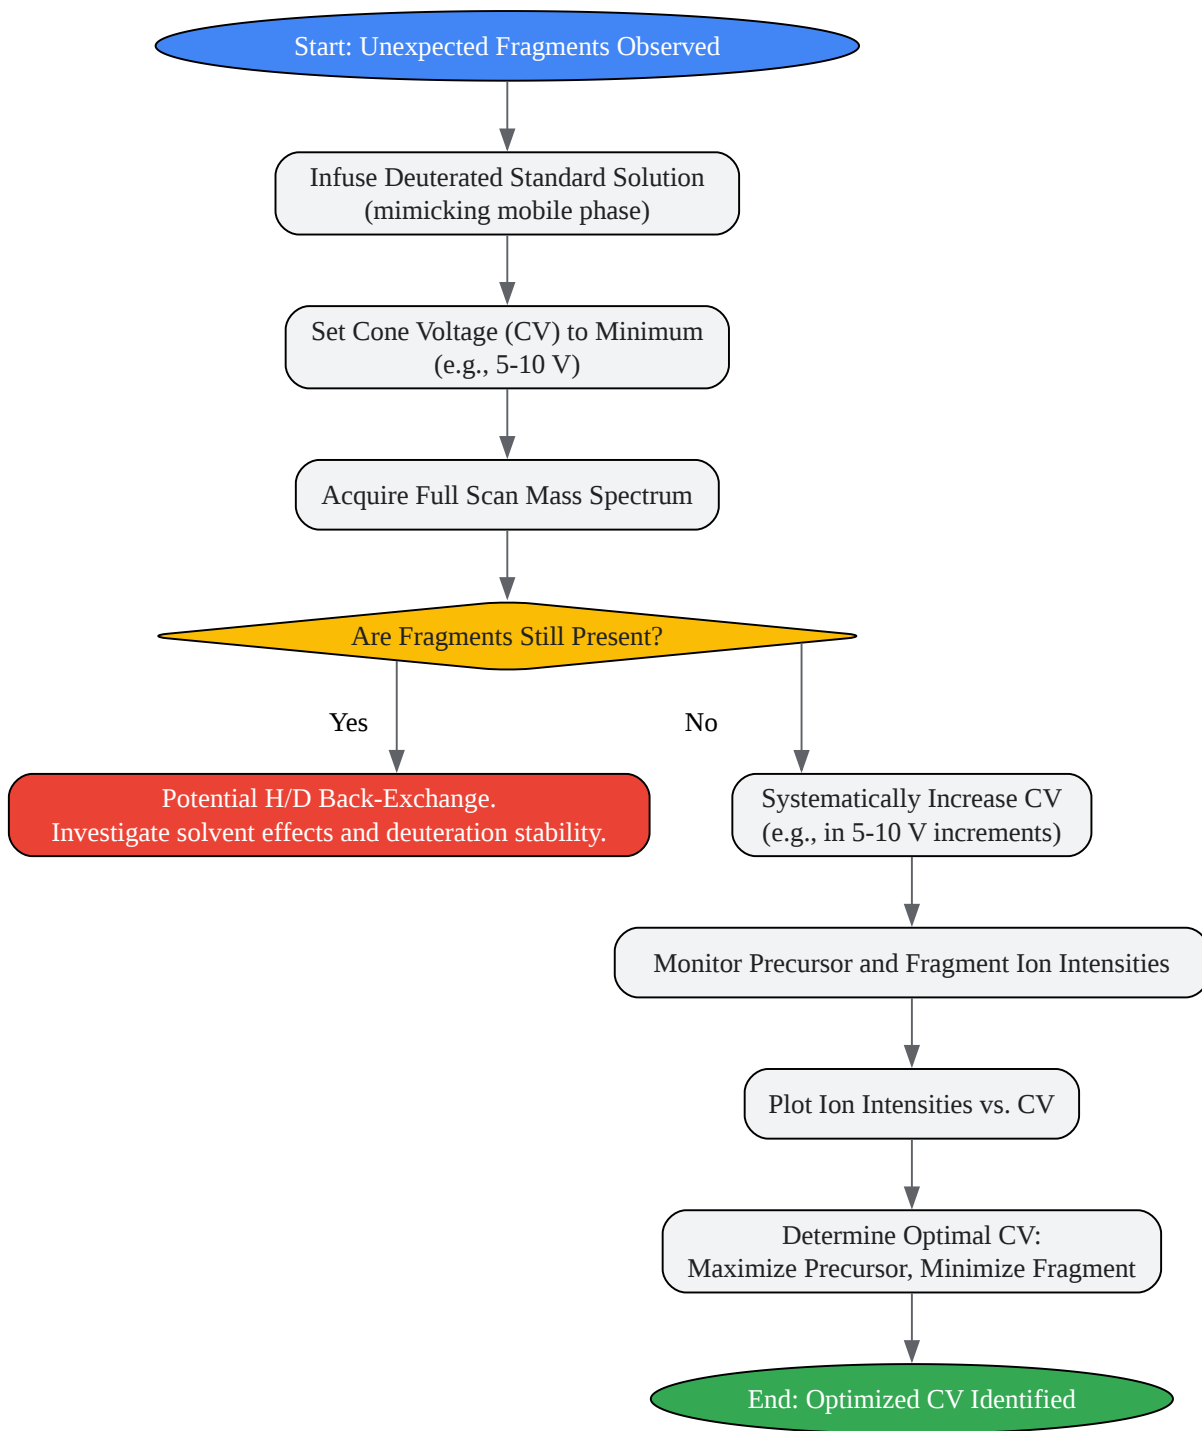 Start: Unexpected Fragments Observed
Infuse Deuterated Standard Solution
(mimicking mobile phase)
Set Cone Voltage (CV) to Minimum
(e.g., 5-10 V)
Acquire Full Scan Mass Spectrum
Are Fragments Still Present?
Yes
No
Potential H/D Back-Exchange.
Investigate solvent effects and deuteration stability.
Systematically Increase CV
(e.g., in 5-10 V increments)
Monitor Precursor and Fragment Ion Intensities
Plot Ion Intensities vs. CV
Determine Optimal CV:
Maximize Precursor, Minimize Fragment
End: Optimized CV Identified